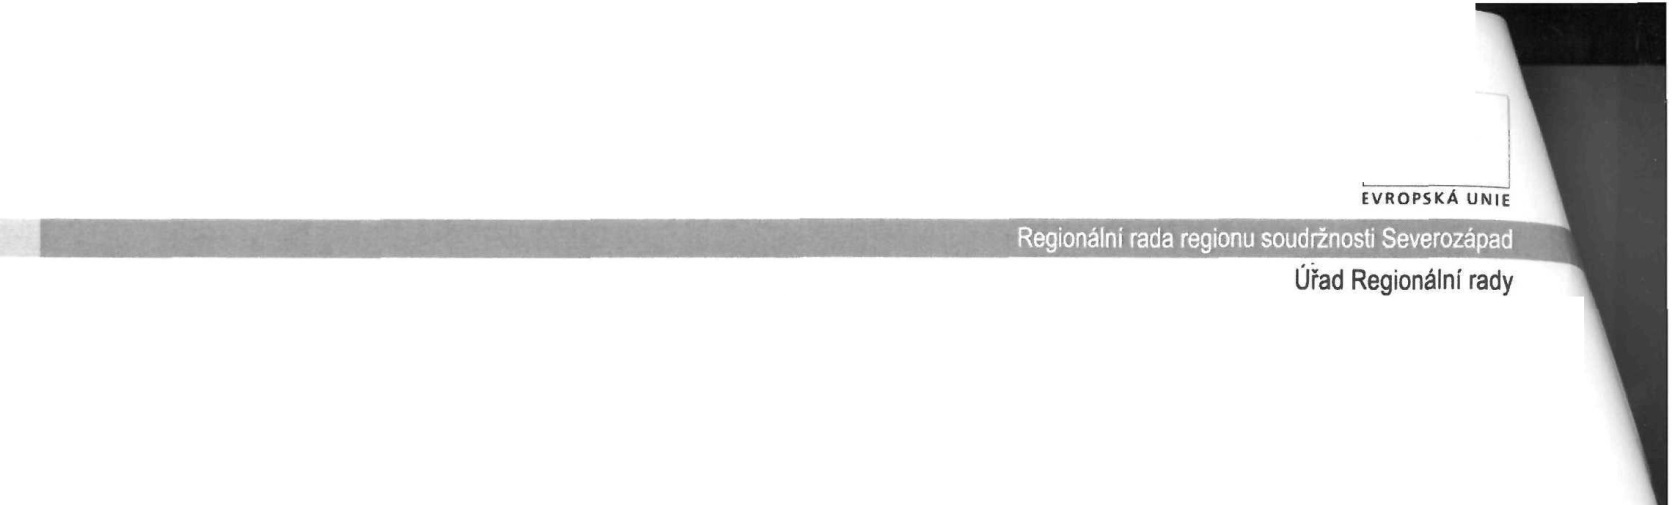 EVROPSKÁ UNIE
Regionální rada regionu soudržnosti Severozápad
Úřad Regionální rady